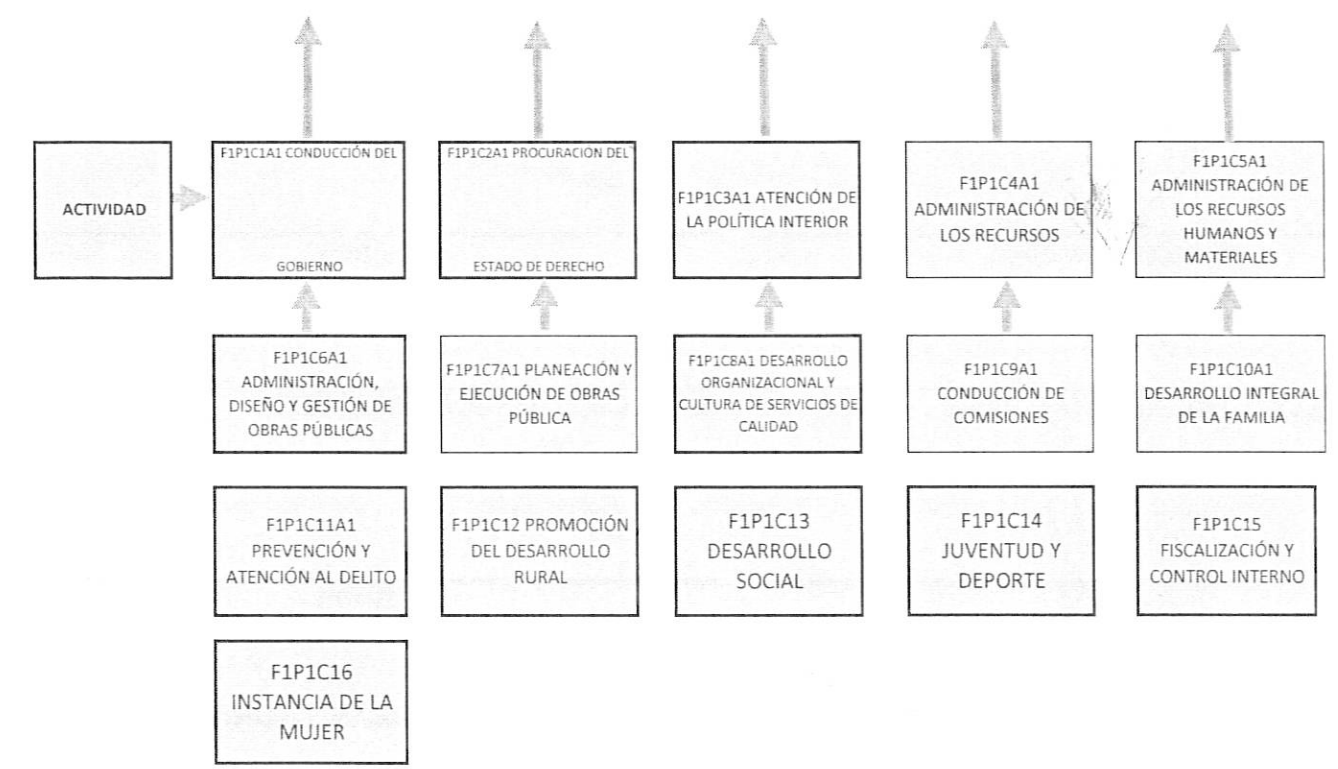 ACTIVIDAD
F1P1C1A1 CONDUCCIÓN DEL
GOBIERNO
F1P1C2A1 PROCURACION DEL
ESTADO DE DERECHO
F1P1C3A1 ATENCIÓN DE
LA POLÍTICA INTERIOR
F1P1C4A1
ADMINISTRACIÓN DE
LOS RECURSOS
F1P1C5A1
ADMINISTRACIÓN DE
LOS RECURSOS
HUMANOS Y
MATERIALES
F1P1C6A1
ADMINISTRACIÓN,
DISEÑO Y GESTIÓN DE
OBRAS PÚBLICAS
F1P1C7A1 PLANEACIÓN Y
EJECUCIÓN DE OBRAS
PÚBLICA
F1P1C8A1 DESARROLLO
ORGANIZACIONAL Y
CULTURA DE SERVICIOS DE
CALIDAD
F1P1C9A1
CONDUCCIÓN DE
COMISIONES
F1P1C10A1
DESARROLLO INTEGRAL
DE LA FAMILIA
F1P1C11A1
PREVENCIÓN Y
ATENCIÓN AL DELITO
F1P1C12 PROMOCIÓN
DEL DESARROLLO
RURAL
F1P1C13
DESARROLLO
SOCIAL
F1P1C14
JUVENTUD Y
DEPORTE
F1P1C15
FISCALIZACIÓN Y
CONTROL INTERNO
F1P1C16
INSTANCIA DE LA
MUJER